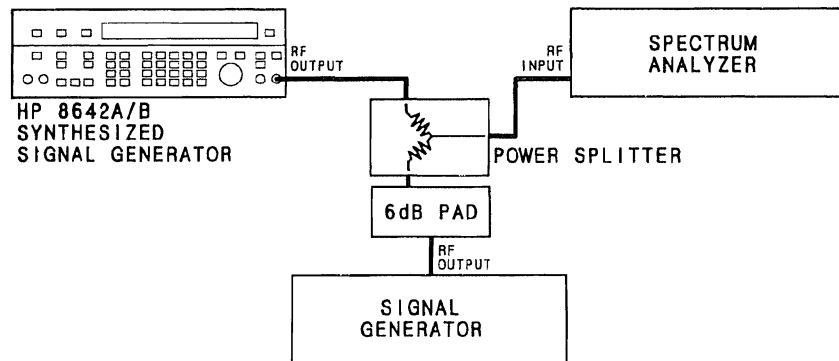 RF
OUTPUT
RF
INPUT
SPECTRUM
ANALYZER
HP 8642A/B
SYNTHESIZED
SIGNAL GENERATOR
POWER SPLITTER
6dB PAD
RF
OUTPUT
SIGNAL
GENERATOR